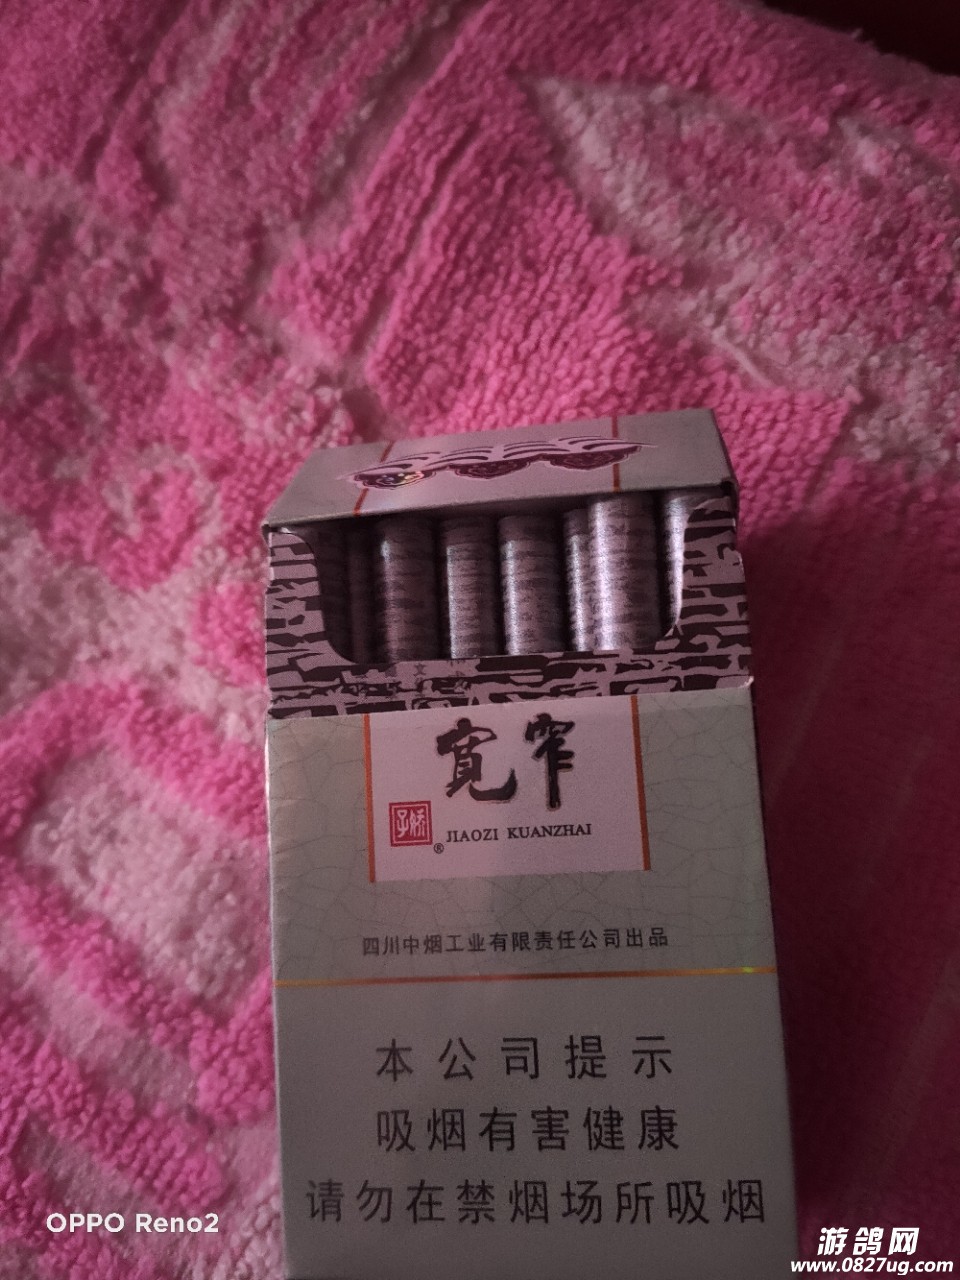 宽窄
娇子
® JIAOZI KUANZHAI
四川中烟工业有限责任公司出品
本公司提示
吸烟有害健康
请勿在禁烟场所吸烟
OPPO Reno2
游鸽网
www.0827ug.com